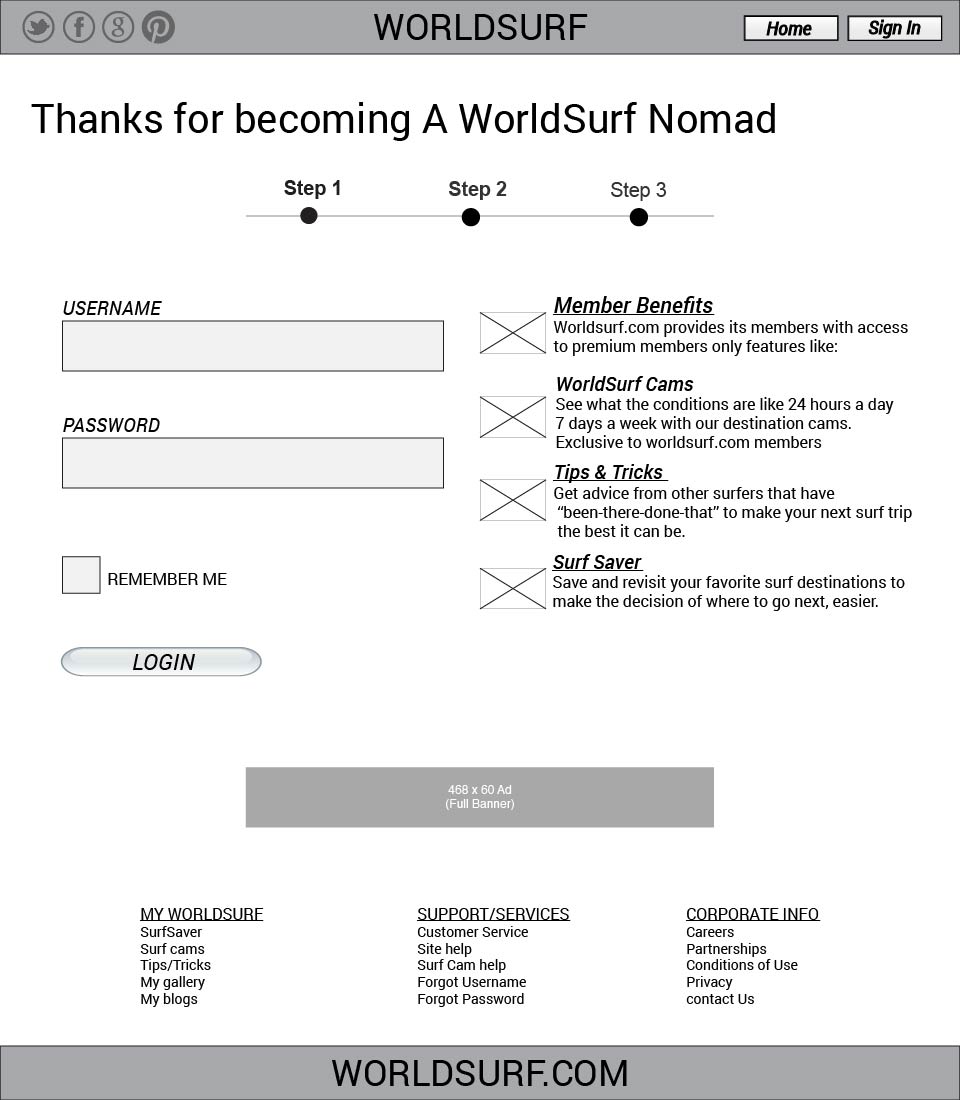 WORLDSURF
Home
Sign In
Thanks for becoming A WorldSurf Nomad
Step 1
Step 2
Step 3
USERNAME
PASSWORD
REMEMBER ME
LOGIN
Member Benefits
Worldsurf.com provides its members with access
to premium members only features like:
WorldSurf Cams
See what the conditions are like 24 hours a day
7 days a week with our destination cams.
Exclusive to worldsurf.com members
Tips & Tricks
Get advice from other surfers that have
“been-there-done-that” to make your next surf trip
the best it can be.
Surf Saver
Save and revisit your favorite surf destinations to
make the decision of where to go next, easier.
468 x 60 Ad
(Full Banner)
MY WORLDSURF
SurfSaver
Surf cams
Tips/Tricks
My gallery
My blogs
SUPPORT/SERVICES
Customer Service
Site help
Surf Cam help
Forgot Username
Forgot Password
CORPORATE INFO
Careers
Partnerships
Conditions of Use
Privacy
contact Us
WORLDSURF.COM